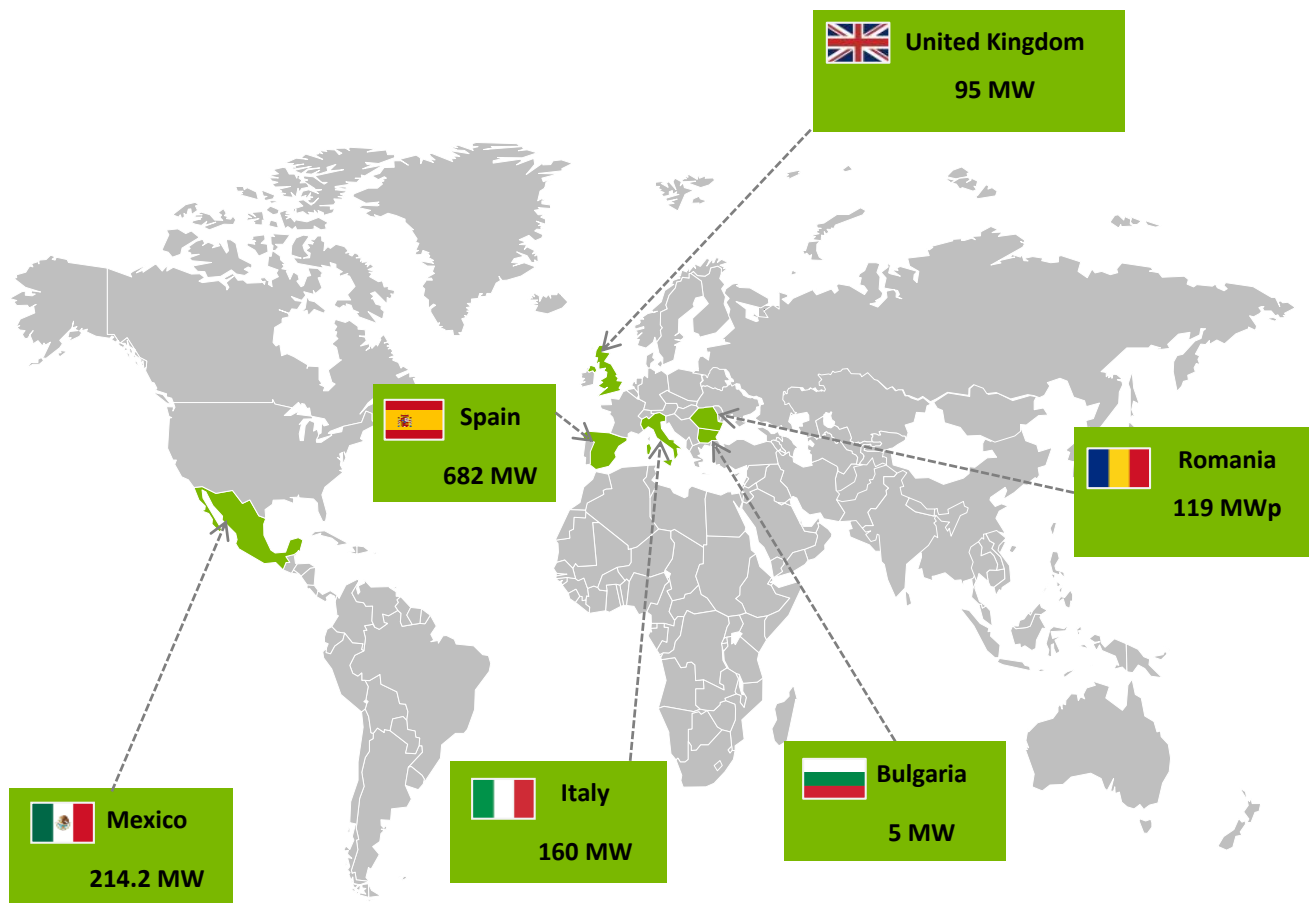 United Kingdom
95 MW
Spain
682 MW
Romania
119 MWp
Bulgaria
5 MW
Italy
160 MW
Mexico
214.2 MW